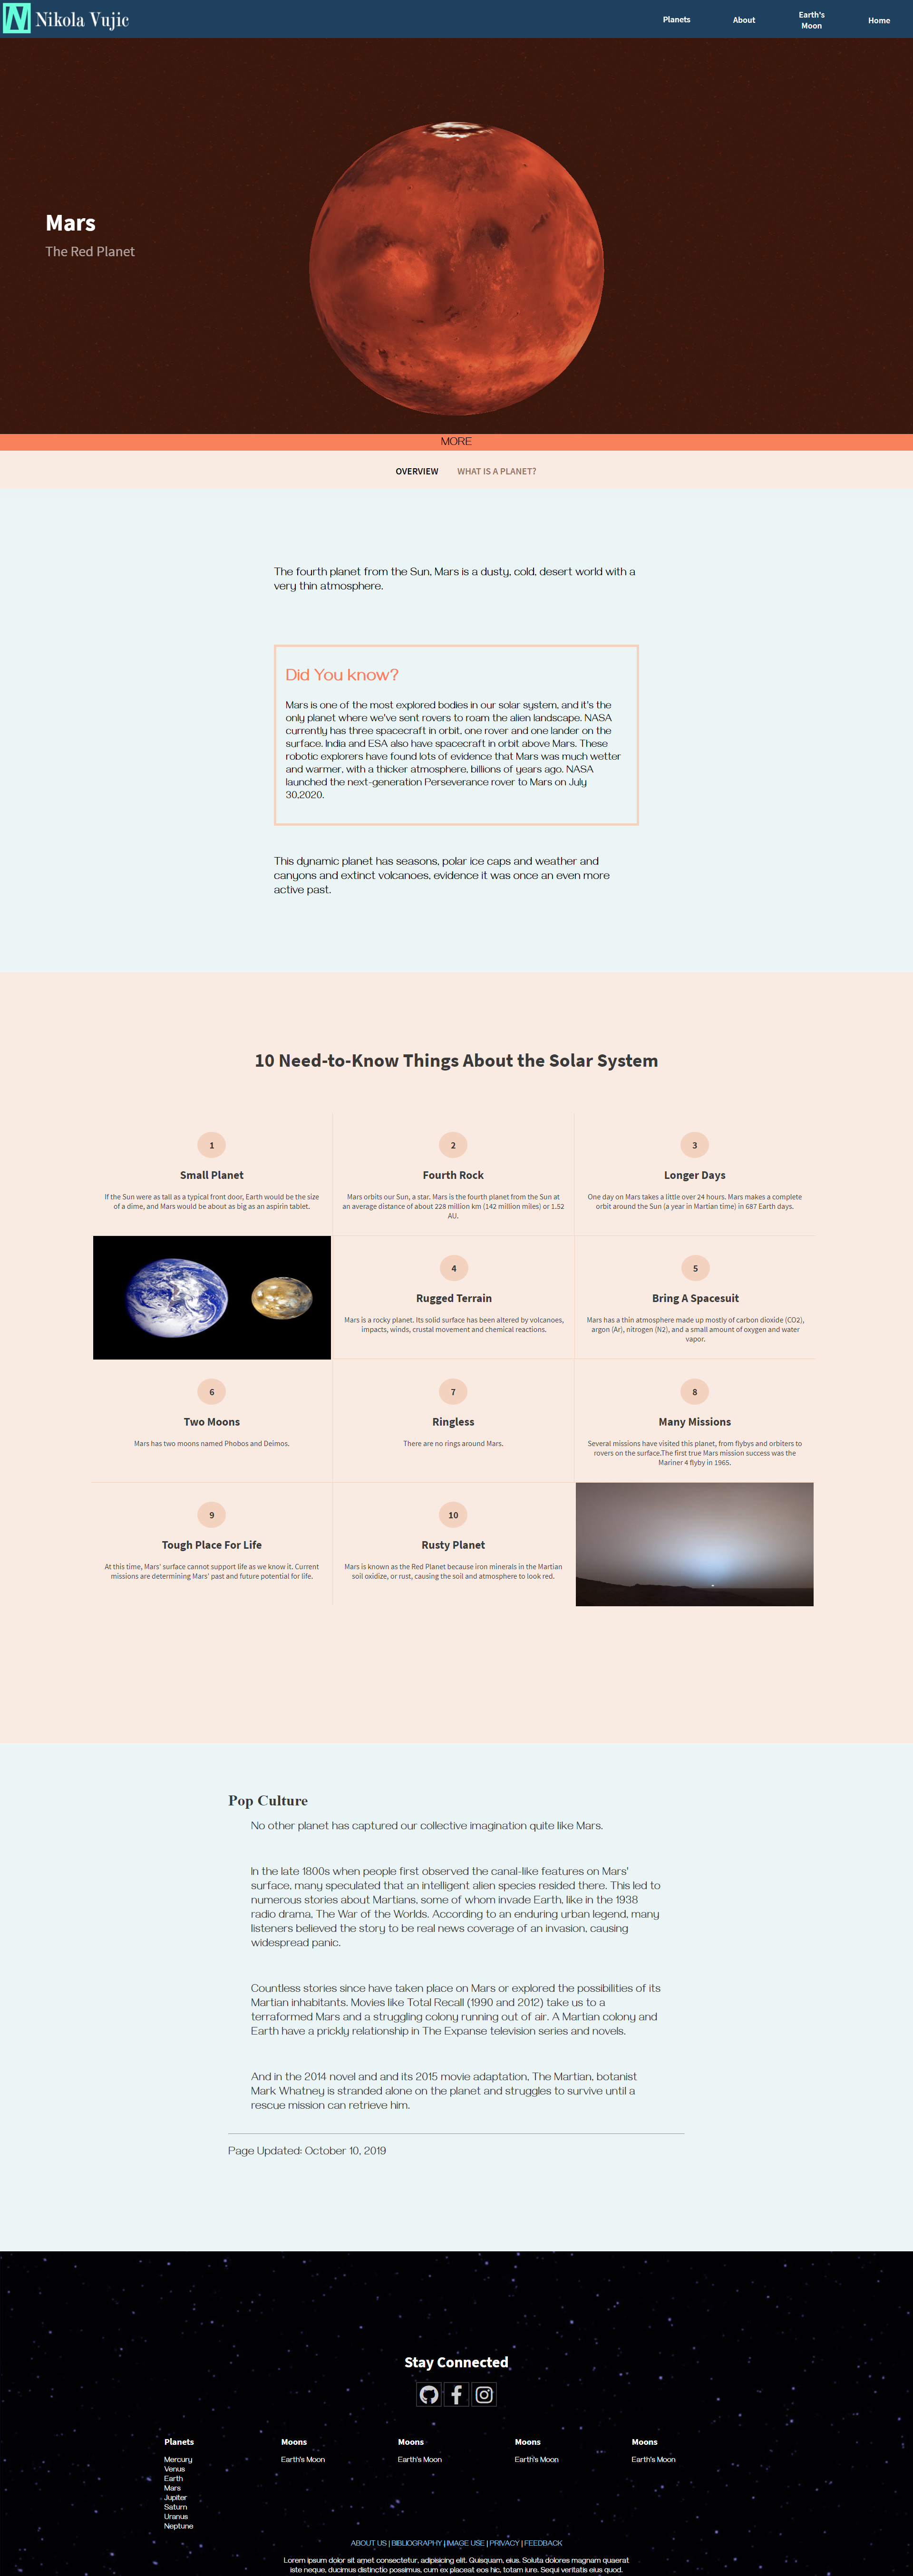 N Nikola Vujic
Planets
About
Earth's
Moon
Home
Mars
The Red Planet
MORE
OVERVIEW
WHAT IS A PLANET?
The fourth planet from the Sun, Mars is a dusty, cold, desert world with a
very thin atmosphere.
Did You know?
Mars is one of the most explored bodies in our solar system, and it's the
only planet where we've sent rovers to roam the alien landscape. NASA
currently has three spacecraft in orbit, one rover and one lander on the
surface. India and ESA also have spacecraft in orbit above Mars. These
robotic explorers have found lots of evidence that Mars was much wetter
and warmer, with a thicker atmosphere, billions of years ago. NASA
launched the next-generation Perseverance rover to Mars on July
30,2020.
This dynamic planet has seasons, polar ice caps and weather and
canyons and extinct volcanoes, evidence it was once an even more
active past.
10 Need-to-Know Things About the Solar System
1
Small Planet
If the Sun were as tall as a typical front door, Earth would be the size
of a dime, and Mars would be about as big as an aspirin tablet.
2
Fourth Rock
Mars orbits our Sun, a star. Mars is the fourth planet from the Sun at
an average distance of about 228 million km (142 million miles) or 1.52
AU.
3
Longer Days
One day on Mars takes a little over 24 hours. Mars makes a complete
orbit around the Sun (a year in Martian time) in 687 Earth days.
4
Rugged Terrain
Mars is a rocky planet. Its solid surface has been altered by volcanoes,
impacts, winds, crustal movement and chemical reactions.
5
Bring A Spacesuit
Mars has a thin atmosphere made up mostly of carbon dioxide (CO2),
argon (Ar), nitrogen (N2), and a small amount of oxygen and water
vapor.
6
Two Moons
Mars has two moons named Phobos and Deimos.
7
Ringless
There are no rings around Mars.
8
Many Missions
Several missions have visited this planet, from flybys and orbiters to
rovers on the surface.The first true Mars mission success was the
Mariner 4 flyby in 1965.
9
Tough Place For Life
At this time, Mars' surface cannot support life as we know it. Current
missions are determining Mars' past and future potential for life.
10
Rusty Planet
Mars is known as the Red Planet because iron minerals in the Martian
soil oxidize, or rust, causing the soil and atmosphere to look red.
Pop Culture
No other planet has captured our collective imagination quite like Mars.
In the late 1800s when people first observed the canal-like features on Mars'
surface, many speculated that an intelligent alien species resided there. This led to
numerous stories about Martians, some of whom invade Earth, like in the 1938
radio drama, The War of the Worlds. According to an enduring urban legend, many
listeners believed the story to be real news coverage of an invasion, causing
widespread panic.
Countless stories since have taken place on Mars or explored the possibilities of its
Martian inhabitants. Movies like Total Recall (1990 and 2012) take us to a
terraformed Mars and a struggling colony running out of air. A Martian colony and
Earth have a prickly relationship in The Expanse television series and novels.
And in the 2014 novel and and its 2015 movie adaptation, The Martian, botanist
Mark Whatney is stranded alone on the planet and struggles to survive until a
rescue mission can retrieve him.
Page Updated: October 10, 2019
Stay Connected
Planets
Mercury
Venus
Earth
Mars
Jupiter
Saturn
Uranus
Neptune
Moons
Earth's Moon
Moons
Earth's Moon
Moons
Earth's Moon
Moons
Earth's Moon
ABOUT US | BIBLIOGRAPHY | IMAGE USE | PRIVACY | FEEDBACK
Lorem ipsum dolor sit amet consectetur, adipisicing elit. Quisquam, eius. Soluta dolores magnam quaerat
iste neque, ducimus distinctio possimus, cum ex placeat eos hic, totam iure. Sequi veritatis eius quod.